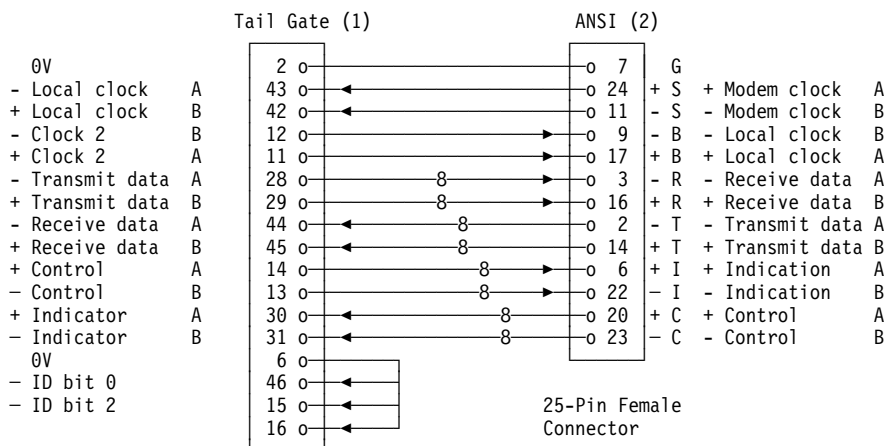 Tail Gate (1) ANSI (2)
0V 2 o o 7 G
- Local clock A 43 o o 24 + S + Modem clock A
+ Local clock B 42 o o 11 - S - Modem clock B
- Clock 2 B 12 o o 9 - B - Local clock B
+ Clock 2 A 11 o o 17 + B + Local clock A
- Transmit data A 28 o 8 o 3 - R - Receive data A
+ Transmit data B 29 o 8 o 16 + R + Receive data B
- Receive data A 44 o 8 o 2 - T - Transmit data A
+ Receive data B 45 o 8 o 14 + T + Transmit data B
+ Control A 14 o 8 o 6 + I + Indication A
— Control B 13 o 8 o 22 — I - Indication B
+ Indicator A 30 o 8 o 20 + C + Control A
— Indicator B 31 o 8 o 23 — C - Control B
0V 6 o
— ID bit 0 46 o
— ID bit 2 15 o 25-Pin Female
16 o Connector